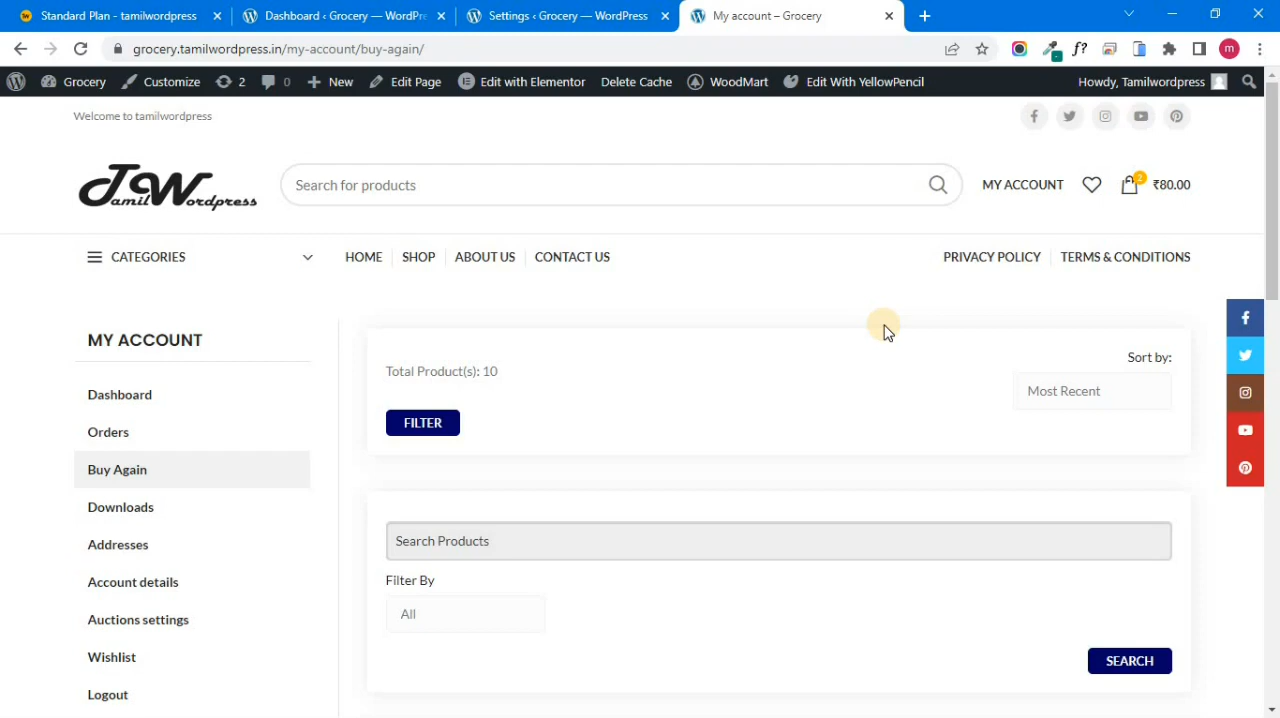 Standard Plan - tamilwordpress
Dashboard ‹ Grocery — WordPre
Settings ‹ Grocery — WordPress
My account – Grocery
grocery.tamilwordpress.in/my-account/buy-again/
f?
m
Grocery Customize 2 0 New Edit Page Edit with Elementor Delete Cache WoodMart Edit With YellowPencil Howdy, Tamilwordpress
Welcome to tamilwordpress
TamilWordpress
Search for products
MY ACCOUNT
2
₹80.00
CATEGORIES
HOME
SHOP
ABOUT US
CONTACT US
PRIVACY POLICY
TERMS & CONDITIONS
MY ACCOUNT
Dashboard
Orders
Buy Again
Downloads
Addresses
Account details
Auctions settings
Wishlist
Logout
Total Product(s): 10
Sort by:
Most Recent
FILTER
Search Products
Filter By
All
SEARCH